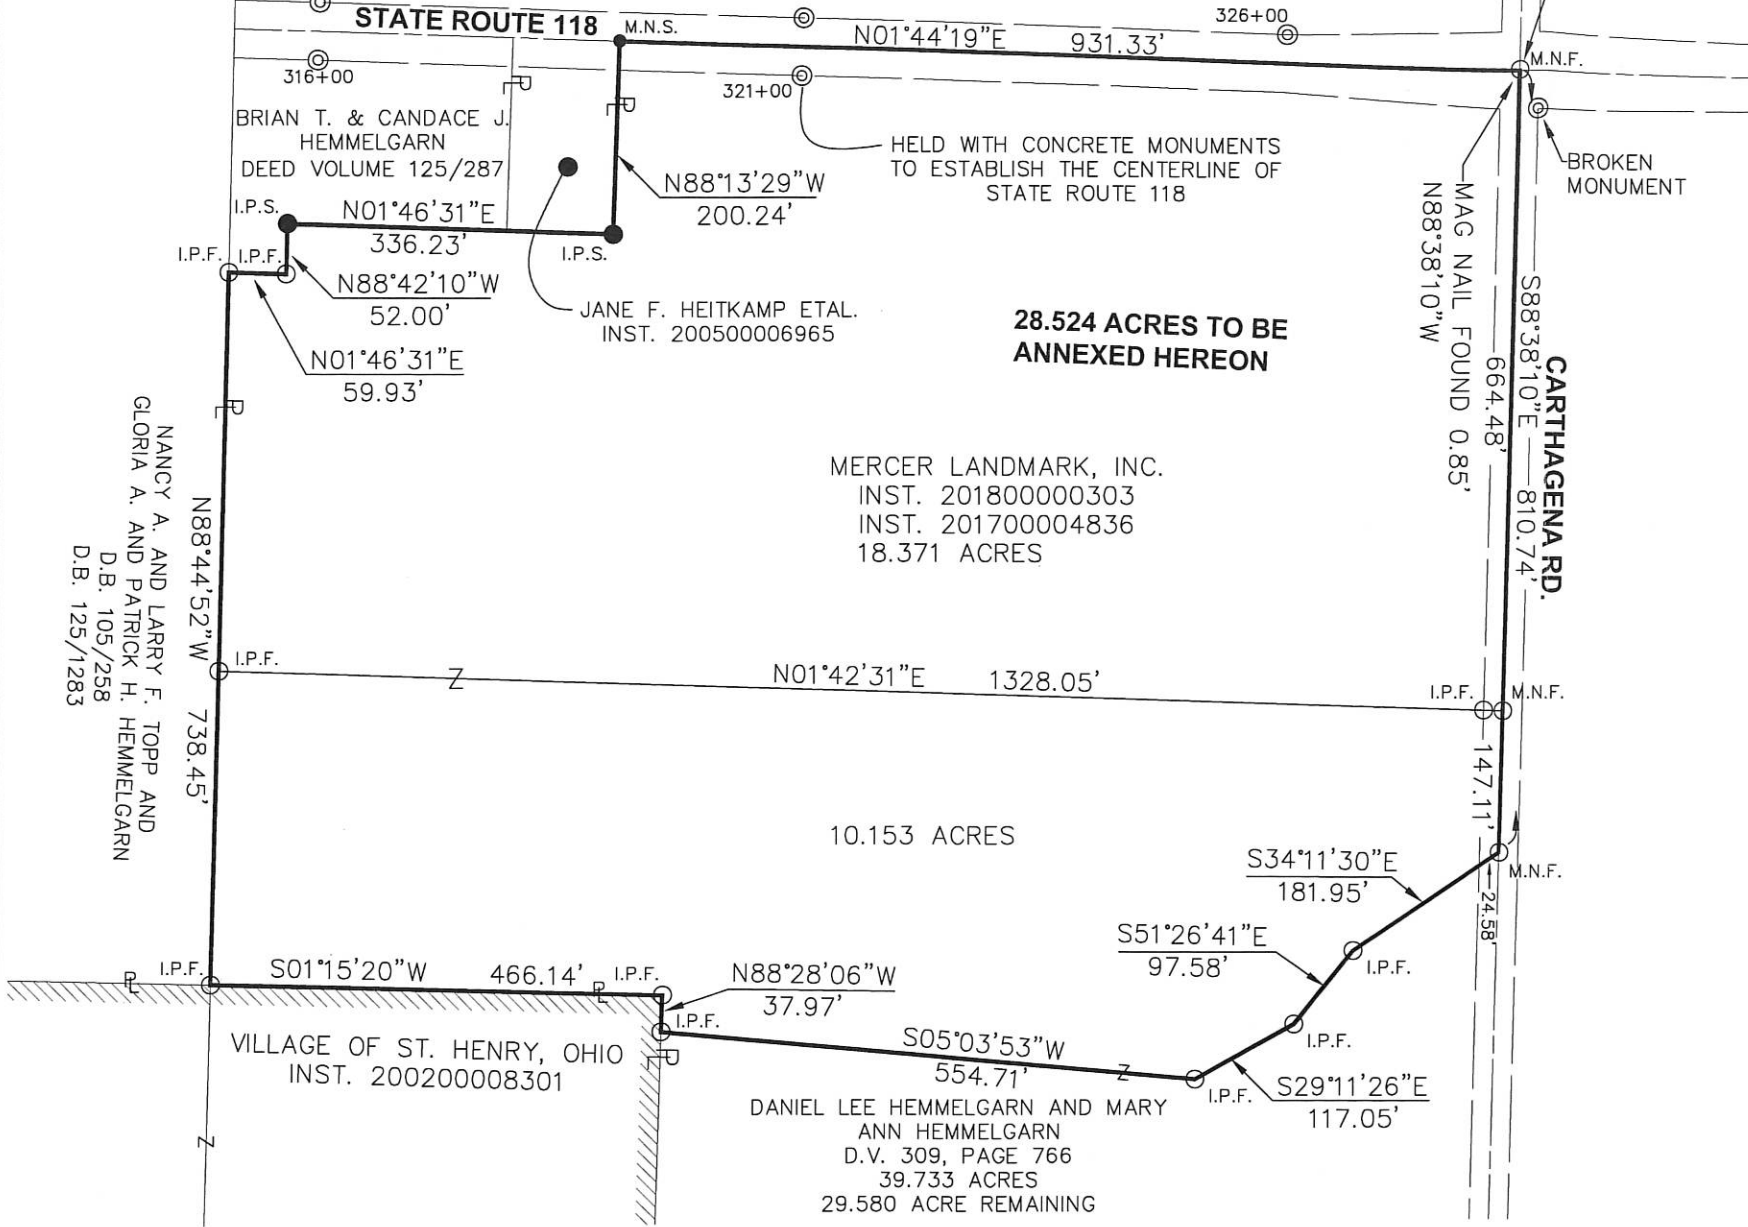 STATE ROUTE 118
M.N.S.
N01°44'19"E 931.33'
326+00
M.N.F.
316+00
321+00
BRIAN T. & CANDACE J.
HEMMELGARN
DEED VOLUME 125/287
HELD WITH CONCRETE MONUMENTS
TO ESTABLISH THE CENTERLINE OF
STATE ROUTE 118
BROKEN
MONUMENT
N88°13'29"W
200.24'
I.P.S.
N01°46'31"E
336.23'
I.P.S.
I.P.F.
I.P.F.
N88°42'10"W
52.00'
N01°46'31"E
59.93'
JANE F. HEITKAMP ETAL.
INST. 200500006965
28.524 ACRES TO BE
ANNEXED HEREON
MAG NAIL FOUND 0.85'
N88°38'10"W
S88°38'10"E 810.74'
664.48'
CARTHAGENA RD.
MERCER LANDMARK, INC.
INST. 201800000303
INST. 201700004836
18.371 ACRES
NANCY A. AND LARRY F. TOPP AND
GLORIA A. AND PATRICK H. HEMMELGARN
D.B. 105/258
D.B. 125/1283
N88°44'52"W 738.45'
I.P.F.
Z
N01°42'31"E 1328.05'
I.P.F.
M.N.F.
147.11'
10.153 ACRES
S34°11'30"E
181.95'
M.N.F.
24.58'
S51°26'41"E
97.58'
I.P.F.
I.P.F.
S01°15'20"W 466.14'
I.P.F.
N88°28'06"W
37.97'
I.P.F.
I.P.F.
S05°03'53"W
554.71'
Z
I.P.F.
S29°11'26"E
117.05'
VILLAGE OF ST. HENRY, OHIO
INST. 200200008301
Z
DANIEL LEE HEMMELGARN AND MARY
ANN HEMMELGARN
D.V. 309, PAGE 766
39.733 ACRES
29.580 ACRE REMAINING